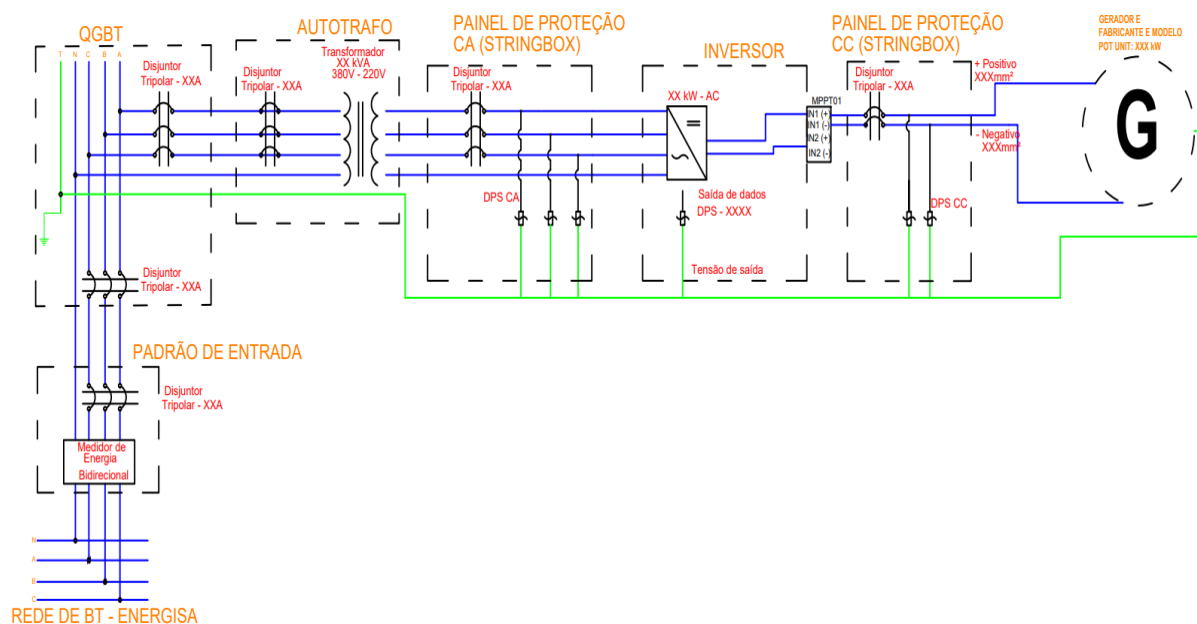 QGBT
T N C B A
Disjuntor
Tripolar - XXA
Disjuntor
Tripolar - XXA
AUTOTRAFO
Transformador
XX kVA
380V - 220V
Disjuntor
Tripolar - XXA
PAINEL DE PROTEÇÃO
CA (STRINGBOX)
Disjuntor
Tripolar - XXA
DPS CA
INVERSOR
XX kW - AC
MPPT01
IN1 (+)
IN1 (-)
IN2 (+)
IN2 (-)
Saída de dados
DPS - XXXX
Tensão de saída
PAINEL DE PROTEÇÃO
CC (STRINGBOX)
Disjuntor
Tripolar - XXA
DPS CC
+ Positivo
XXXmm²
- Negativo
XXXmm²
GERADOR E
FABRICANTE E MODELO
POT UNIT: XXX kW
G
PADRÃO DE ENTRADA
Disjuntor
Tripolar - XXA
Medidor de
Energia
Bidirecional
N
A
B
C
REDE DE BT - ENERGISA